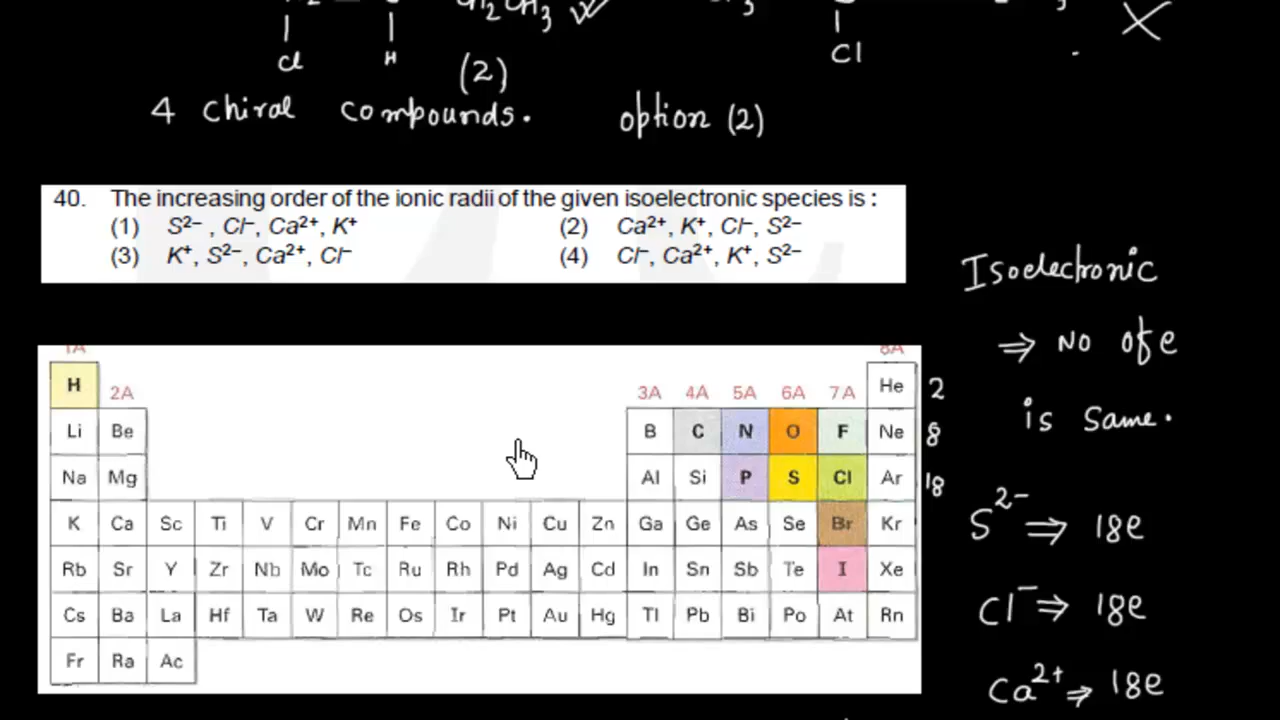 CH2CH3
Cl H (2) Cl
4 chiral compounds. option (2)
40. The increasing order of the ionic radii of the given isoelectronic species is :
(1) S²⁻ , Cl⁻, Ca²⁺, K⁺ (2) Ca²⁺, K⁺, Cl⁻, S²⁻
(3) K⁺, S²⁻, Ca²⁺, Cl⁻ (4) Cl⁻, Ca²⁺, K⁺, S²⁻
Isoelectronic
⇒ No of e
is same.
S²⁻ ⇒ 18e
Cl⁻ ⇒ 18e
Ca²⁺ ⇒ 18e
1A 8A
H 2A 3A 4A 5A 6A 7A He 2
Li Be B C N O F Ne 8
Na Mg Al Si P S Cl Ar 18
K Ca Sc Ti V Cr Mn Fe Co Ni Cu Zn Ga Ge As Se Br Kr
Rb Sr Y Zr Nb Mo Tc Ru Rh Pd Ag Cd In Sn Sb Te I Xe
Cs Ba La Hf Ta W Re Os Ir Pt Au Hg Tl Pb Bi Po At Rn
Fr Ra Ac